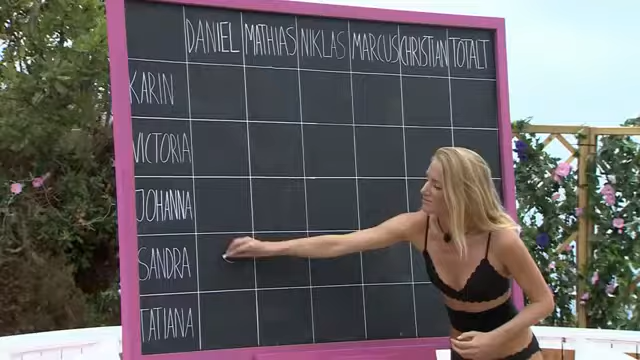 DANIEL MATHIAS NIKLAS MARCUS CHRISTIAN TOTALT
KARIN
VICTORIA
JOHANNA
SANDRA
TATIANA